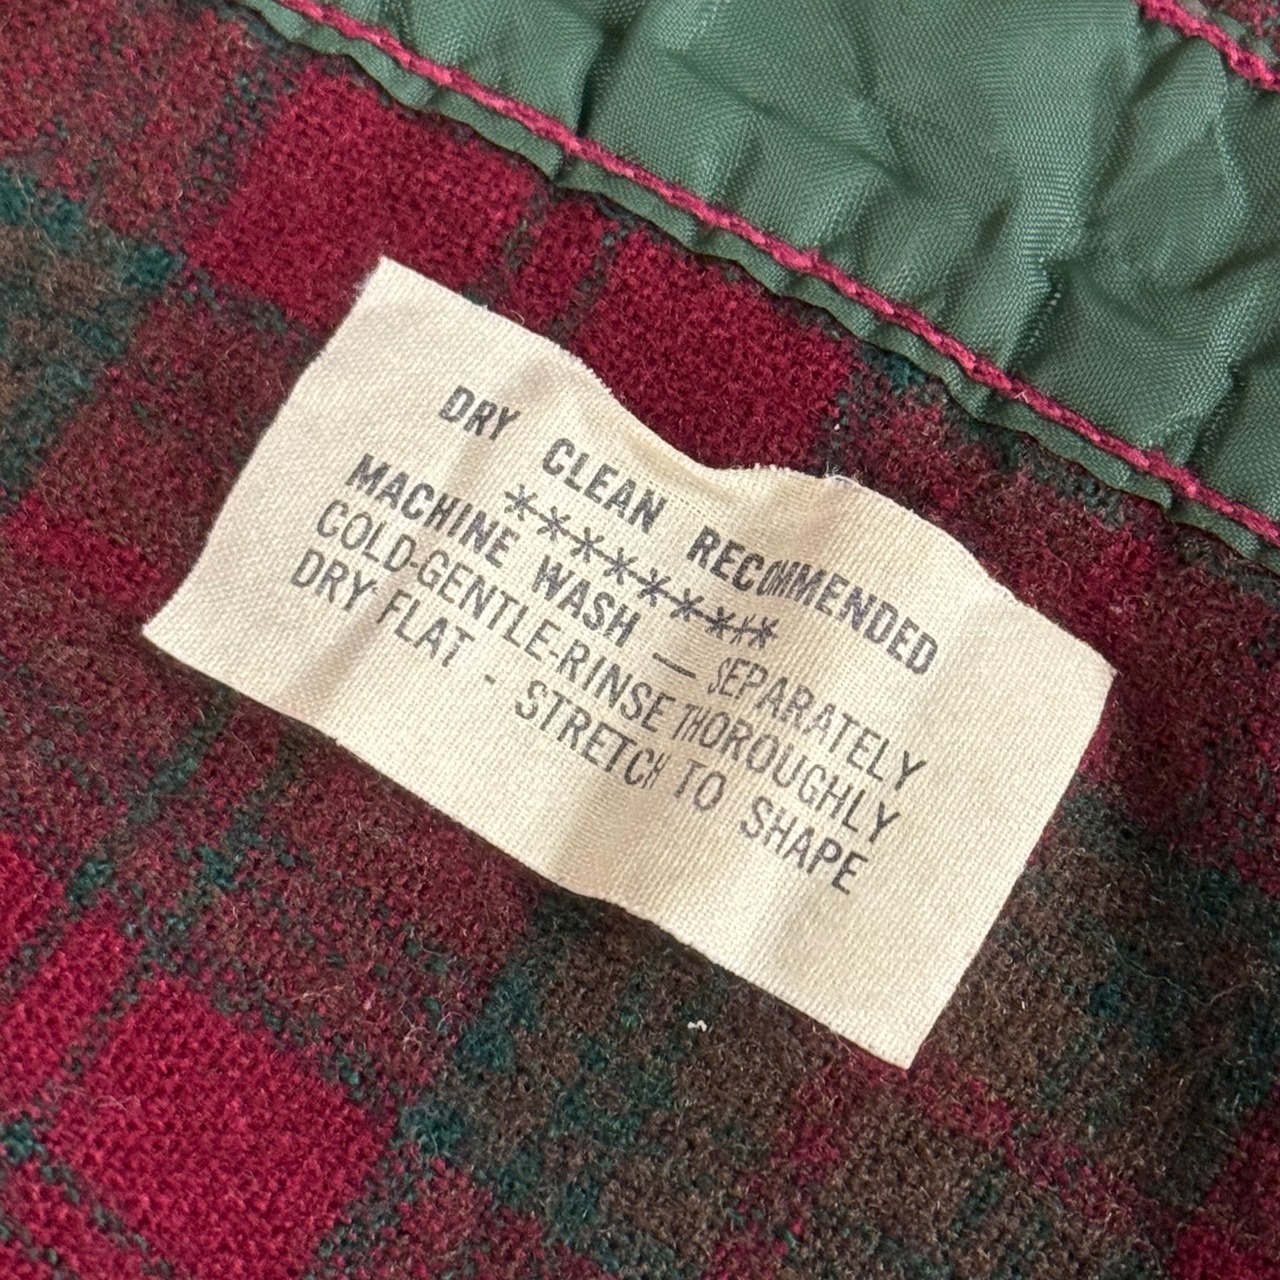 DRY CLEAN RECOMMENDED
*********
MACHINE WASH — SEPARATELY
COLD-GENTLE-RINSE THOROUGHLY
DRY FLAT - STRETCH TO SHAPE